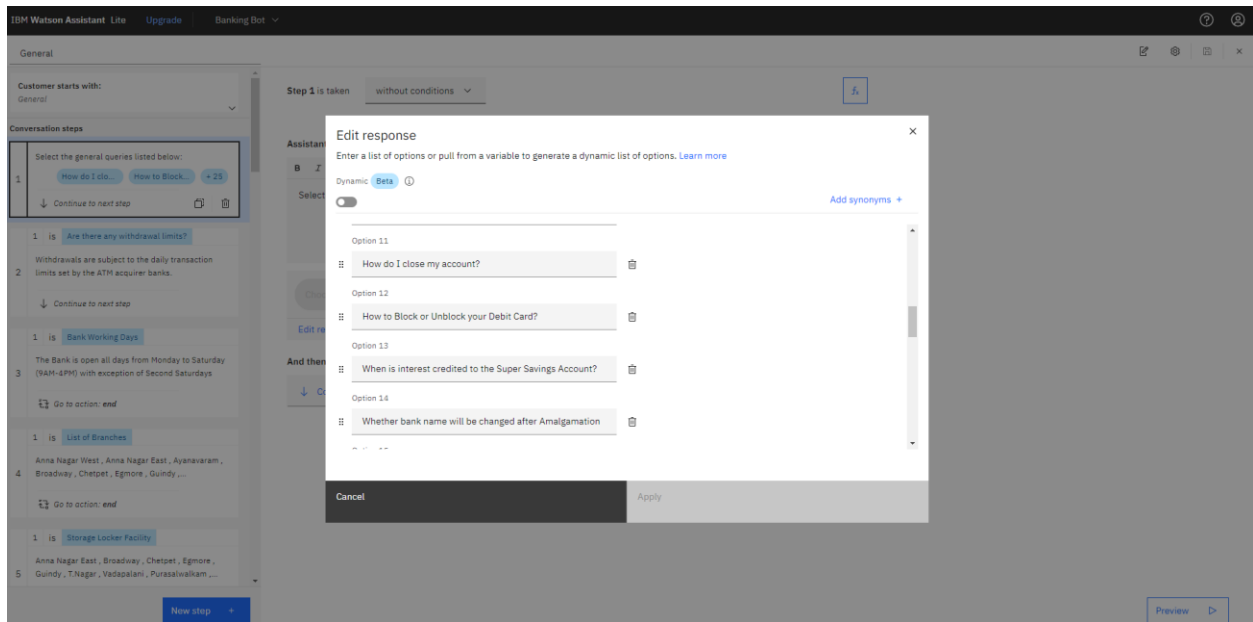 IBM Watson Assistant Lite Upgrade Banking Bot
General
Customer starts with:
General
Conversation steps
1
Select the general queries listed below:
How do I clo... How to Block... + 25
Continue to next step
1 is Are there any withdrawal limits?
2
Withdrawals are subject to the daily transaction
limits set by the ATM acquirer banks.
Continue to next step
1 is Bank Working Days
3
The Bank is open all days from Monday to Saturday
(9AM-4PM) with exception of Second Saturdays
Go to action: end
1 is List of Branches
4
Anna Nagar West , Anna Nagar East , Ayanavaram ,
Broadway , Chetpet , Egmore , Guindy ,...
Go to action: end
1 is Storage Locker Facility
5
Anna Nagar East , Broadway , Chetpet , Egmore ,
Guindy , T.Nagar , Vadapalani , Purasalwalkam ,...
New step +
Step 1 is taken without conditions
fx
Assistan
B I
Select
Edit re
And then
Co
Edit response
Enter a list of options or pull from a variable to generate a dynamic list of options. Learn more
Dynamic Beta
Add synonyms +
Option 11
How do I close my account?
Option 12
How to Block or Unblock your Debit Card?
Option 13
When is interest credited to the Super Savings Account?
Option 14
Whether bank name will be changed after Amalgamation
Cancel
Apply
Preview